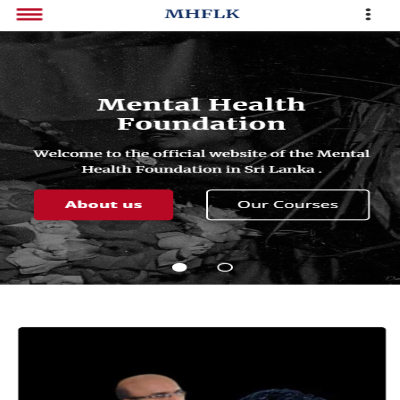 MHFLK
Mental Health
Foundation
Welcome to the official website of the Mental
Health Foundation in Sri Lanka .
About us
Our Courses